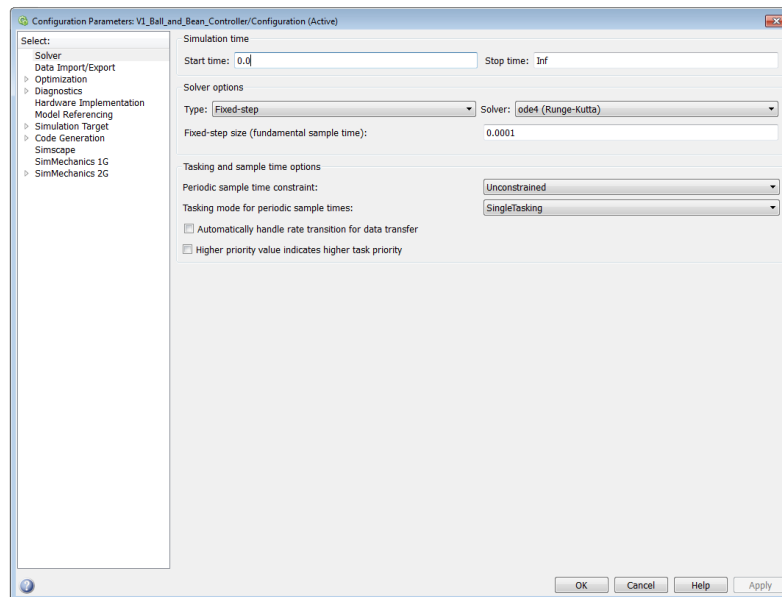 Configuration Parameters: V1_Ball_and_Bean_Controller/Configuration (Active)
Select:
Solver
Data Import/Export
Optimization
Diagnostics
Hardware Implementation
Model Referencing
Simulation Target
Code Generation
Simscape
SimMechanics 1G
SimMechanics 2G
Simulation time
Start time: 0.0 Stop time: Inf
Solver options
Type: Fixed-step Solver: ode4 (Runge-Kutta)
Fixed-step size (fundamental sample time): 0.0001
Tasking and sample time options
Periodic sample time constraint: Unconstrained
Tasking mode for periodic sample times: SingleTasking
Automatically handle rate transition for data transfer
Higher priority value indicates higher task priority
OK Cancel Help Apply